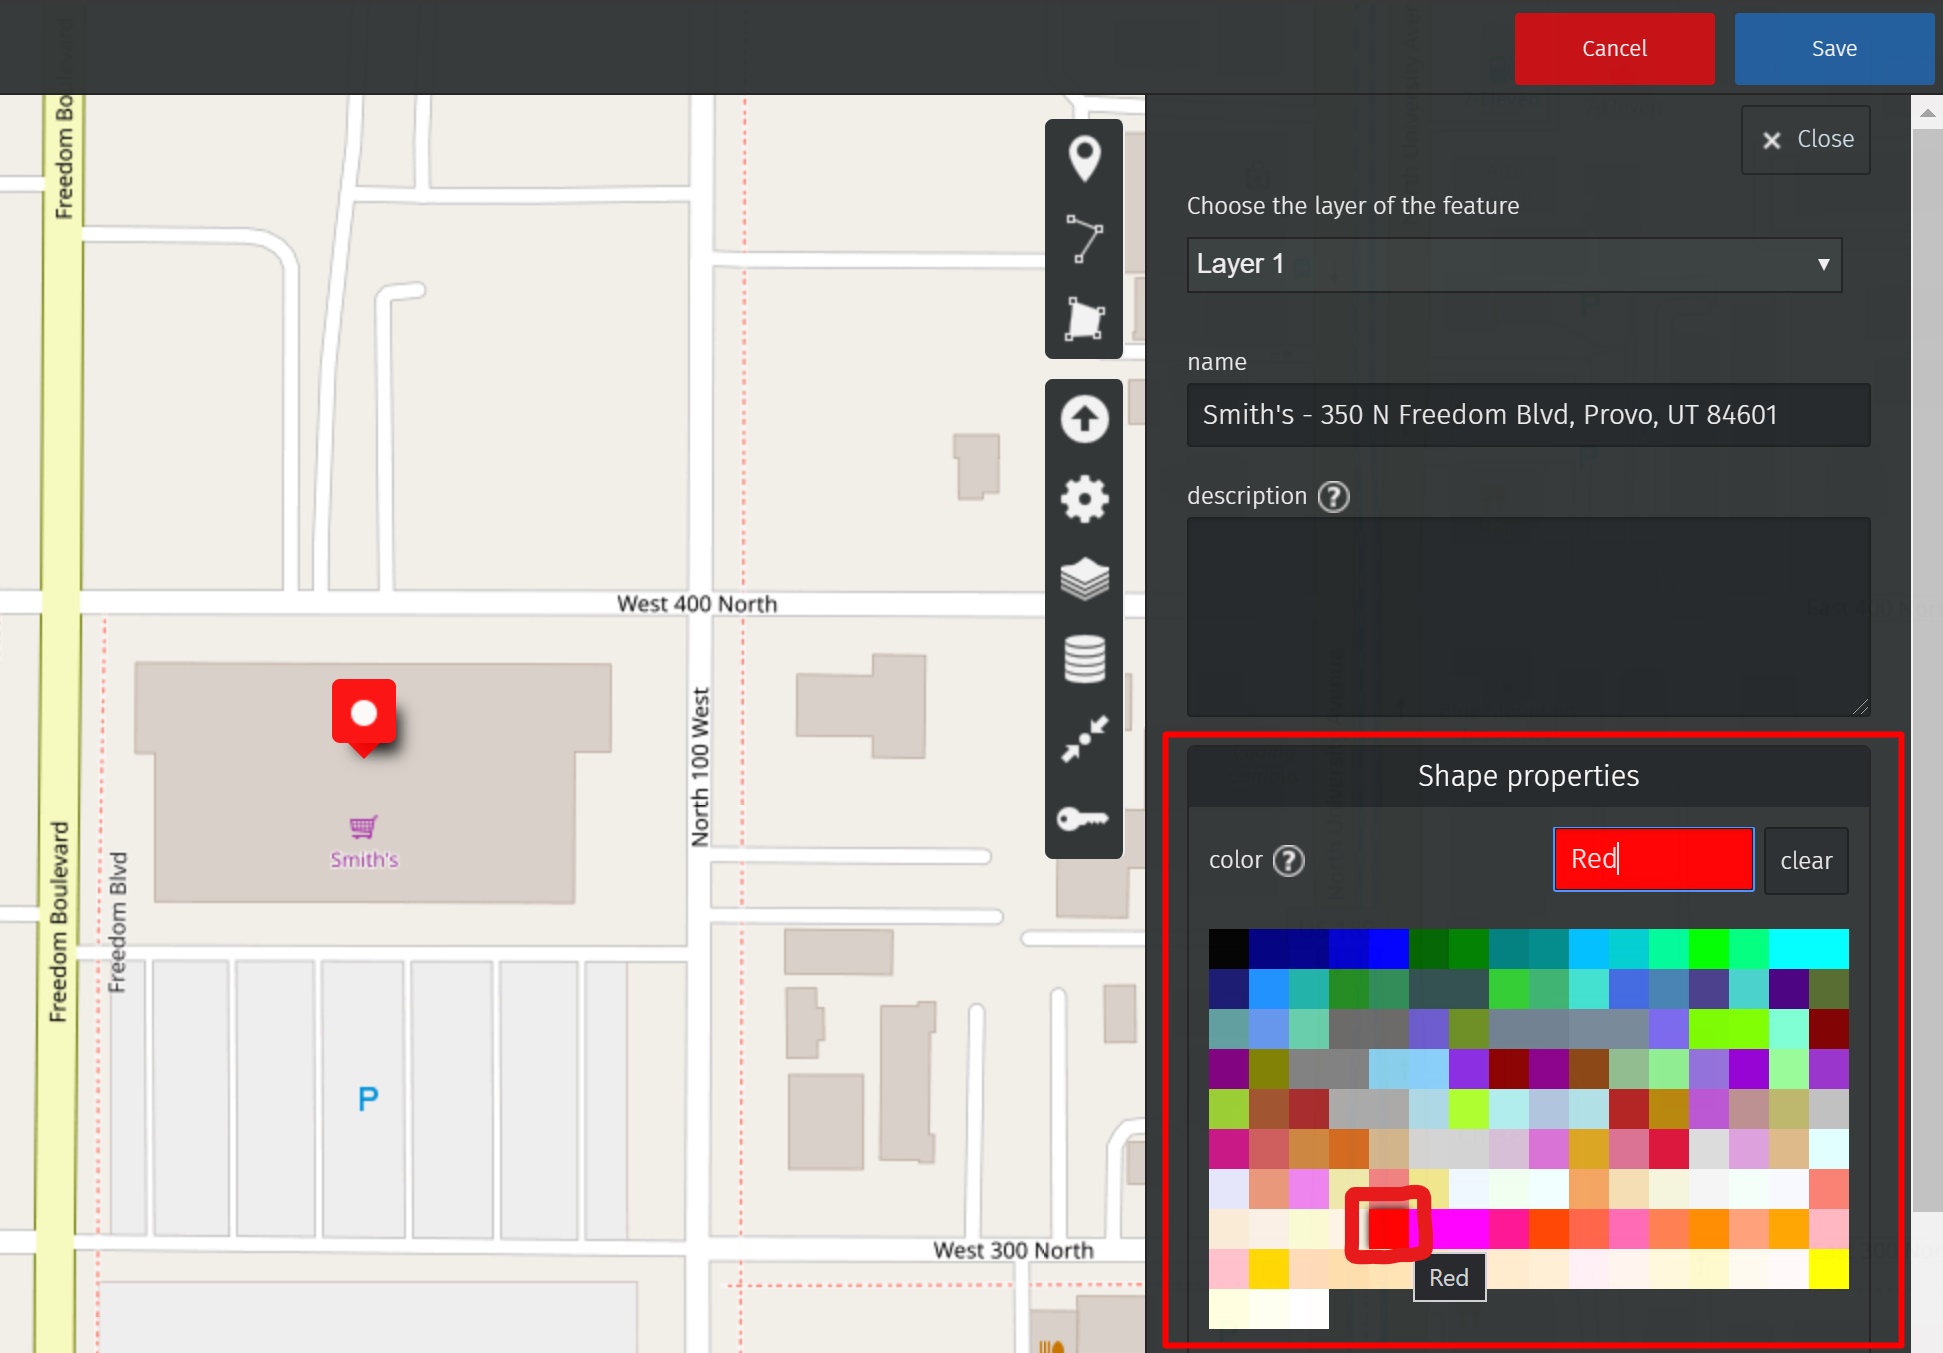 Cancel
Save
Close
Choose the layer of the feature
Layer 1
name
Smith's - 350 N Freedom Blvd, Provo, UT 84601
description
Shape properties
color
Red
clear
Red
Freedom Bo
West 400 North
North 100 West
Smith's
Freedom Boulevard
Freedom Blvd
P
West 300 North